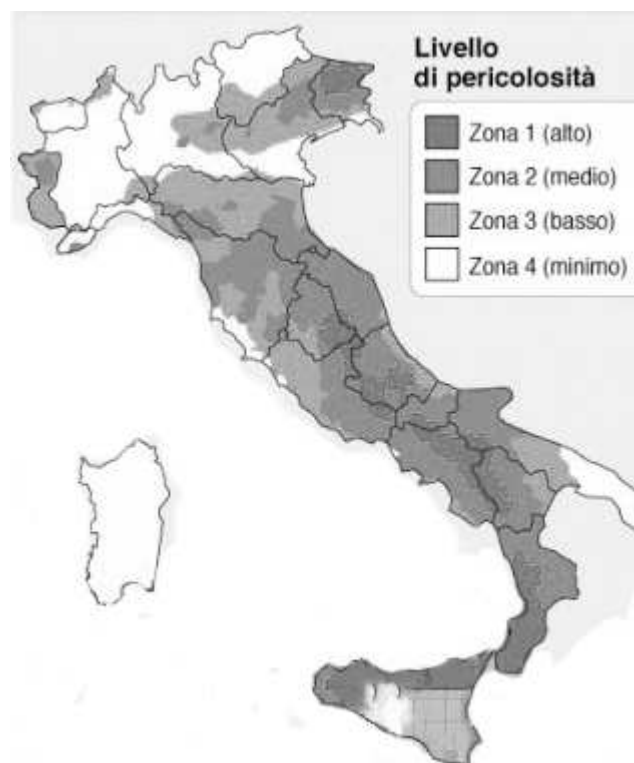 Livello
di pericolosità
Zona 1 (alto)
Zona 2 (medio)
Zona 3 (basso)
Zona 4 (minimo)